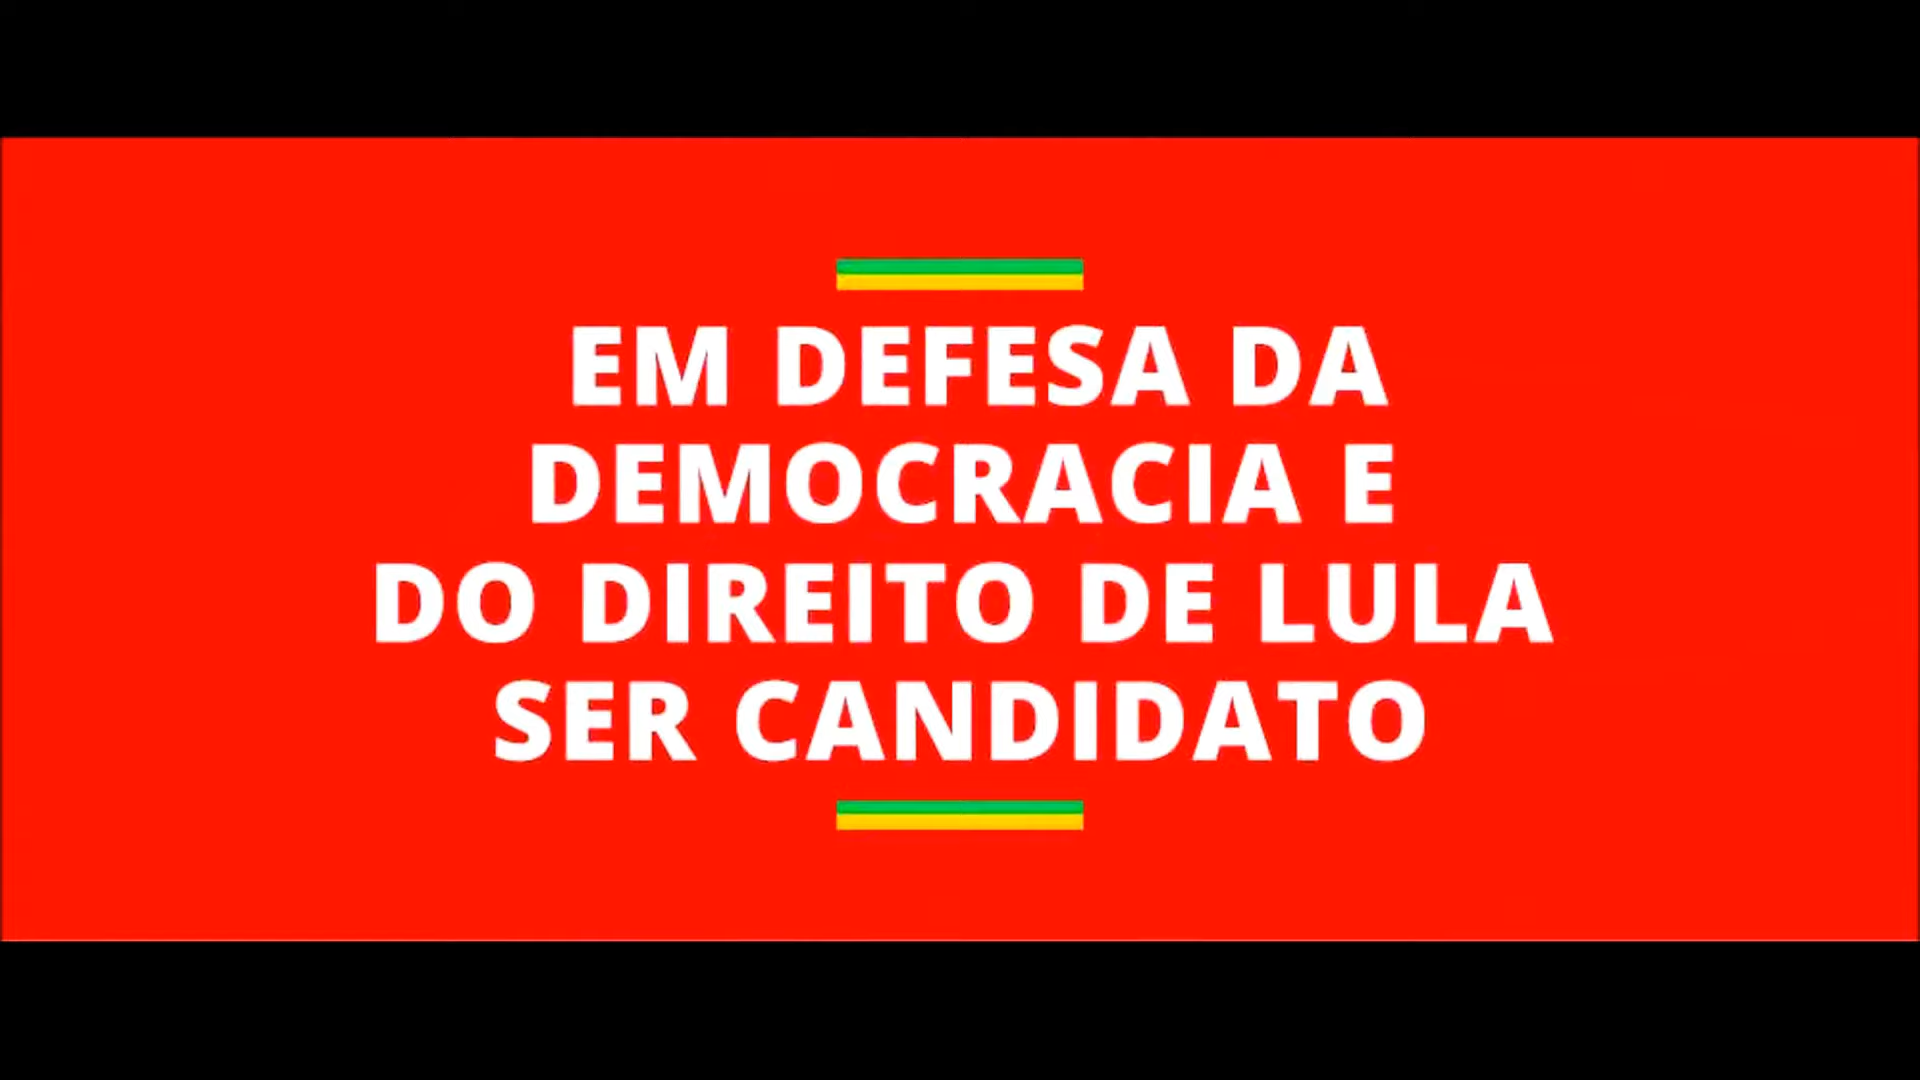 EM DEFESA DA
DEMOCRACIA E
DO DIREITO DE LULA
SER CANDIDATO